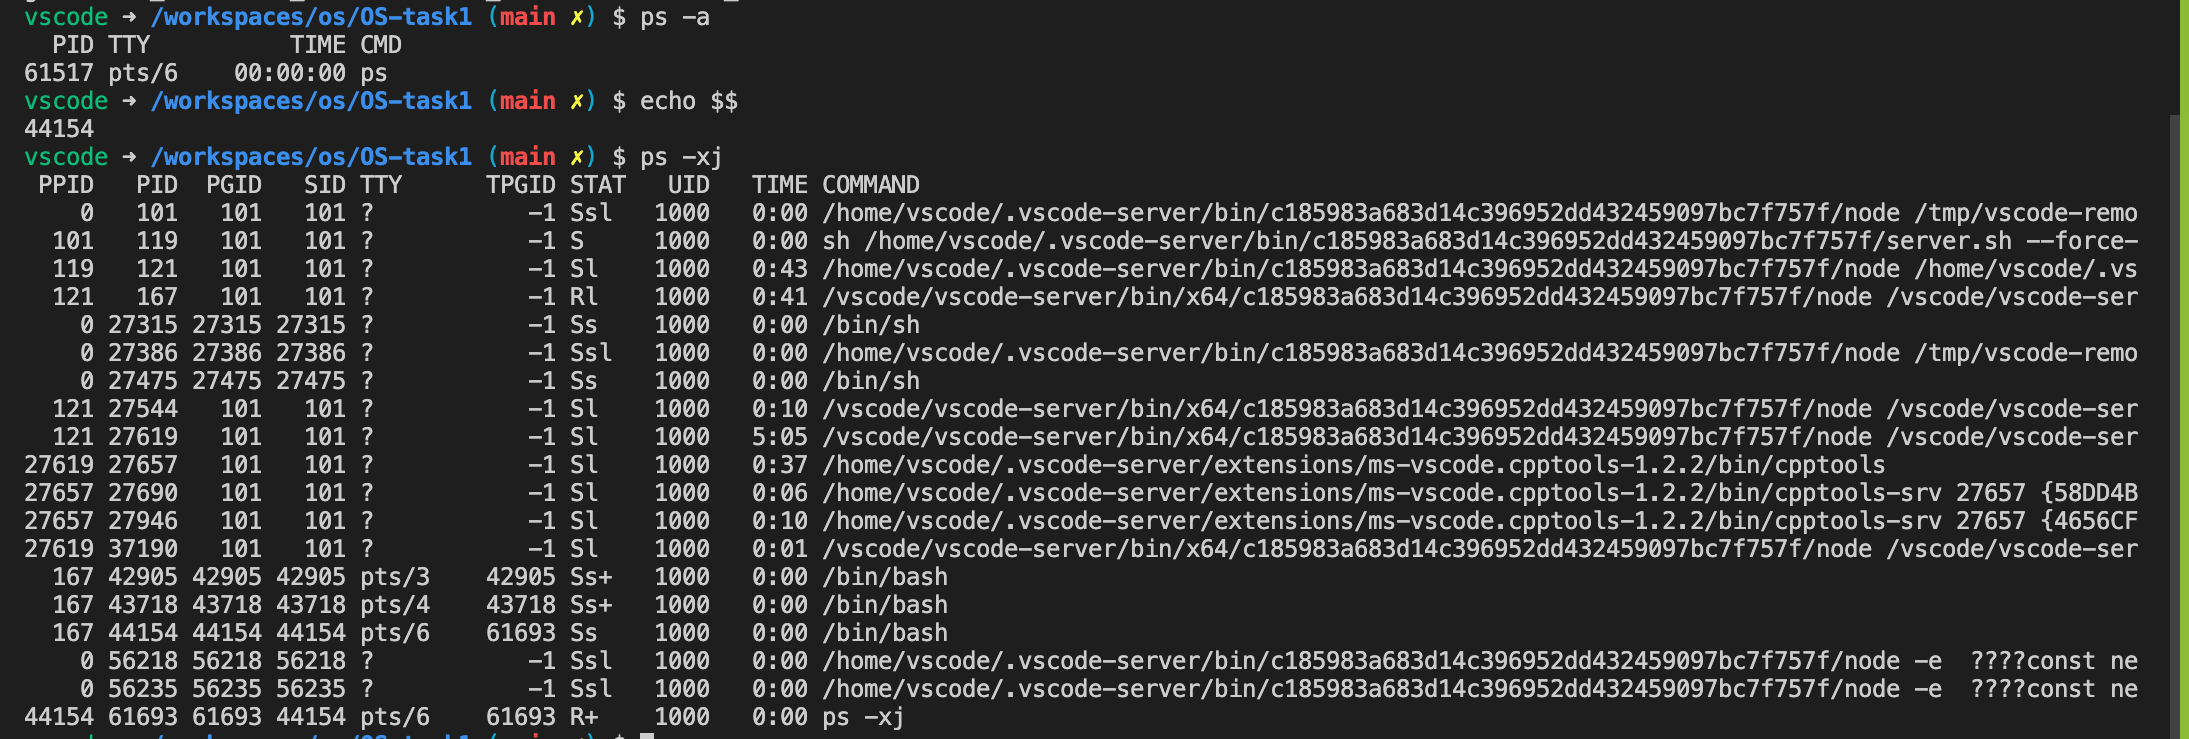 vscode → /workspaces/os/OS-task1 (main ✗) $ ps -a
PID TTY TIME CMD
61517 pts/6 00:00:00 ps
vscode → /workspaces/os/OS-task1 (main ✗) $ echo $$
44154
vscode → /workspaces/os/OS-task1 (main ✗) $ ps -xj
PPID PID PGID SID TTY TPGID STAT UID TIME COMMAND
0 101 101 101 ? -1 Ssl 1000 0:00 /home/vscode/.vscode-server/bin/c185983a683d14c396952dd432459097bc7f757f/node /tmp/vscode-remo
101 119 101 101 ? -1 S 1000 0:00 sh /home/vscode/.vscode-server/bin/c185983a683d14c396952dd432459097bc7f757f/server.sh --force-
119 121 101 101 ? -1 Sl 1000 0:43 /home/vscode/.vscode-server/bin/c185983a683d14c396952dd432459097bc7f757f/node /home/vscode/.vs
121 167 101 101 ? -1 Rl 1000 0:41 /vscode/vscode-server/bin/x64/c185983a683d14c396952dd432459097bc7f757f/node /vscode/vscode-ser
0 27315 27315 27315 ? -1 Ss 1000 0:00 /bin/sh
0 27386 27386 27386 ? -1 Ssl 1000 0:00 /home/vscode/.vscode-server/bin/c185983a683d14c396952dd432459097bc7f757f/node /tmp/vscode-remo
0 27475 27475 27475 ? -1 Ss 1000 0:00 /bin/sh
121 27544 101 101 ? -1 Sl 1000 0:10 /vscode/vscode-server/bin/x64/c185983a683d14c396952dd432459097bc7f757f/node /vscode/vscode-ser
121 27619 101 101 ? -1 Sl 1000 5:05 /vscode/vscode-server/bin/x64/c185983a683d14c396952dd432459097bc7f757f/node /vscode/vscode-ser
27619 27657 101 101 ? -1 Sl 1000 0:37 /home/vscode/.vscode-server/extensions/ms-vscode.cpptools-1.2.2/bin/cpptools
27657 27690 101 101 ? -1 Sl 1000 0:06 /home/vscode/.vscode-server/extensions/ms-vscode.cpptools-1.2.2/bin/cpptools-srv 27657 {58DD4B
27657 27946 101 101 ? -1 Sl 1000 0:10 /home/vscode/.vscode-server/extensions/ms-vscode.cpptools-1.2.2/bin/cpptools-srv 27657 {4656CF
27619 37190 101 101 ? -1 Sl 1000 0:01 /vscode/vscode-server/bin/x64/c185983a683d14c396952dd432459097bc7f757f/node /vscode/vscode-ser
167 42905 42905 42905 pts/3 42905 Ss+ 1000 0:00 /bin/bash
167 43718 43718 43718 pts/4 43718 Ss+ 1000 0:00 /bin/bash
167 44154 44154 44154 pts/6 61693 Ss 1000 0:00 /bin/bash
0 56218 56218 56218 ? -1 Ssl 1000 0:00 /home/vscode/.vscode-server/bin/c185983a683d14c396952dd432459097bc7f757f/node -e ????const ne
0 56235 56235 56235 ? -1 Ssl 1000 0:00 /home/vscode/.vscode-server/bin/c185983a683d14c396952dd432459097bc7f757f/node -e ????const ne
44154 61693 61693 44154 pts/6 61693 R+ 1000 0:00 ps -xj
vscode → /workspaces/os/OS-task1 (main ✗) $